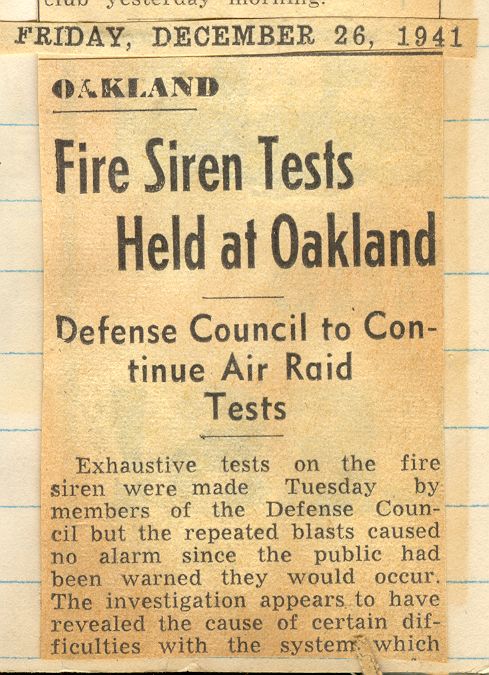 club yesterday morning.
FRIDAY, DECEMBER 26, 1941
OAKLAND
Fire Siren Tests
Held at Oakland
Defense Council to Con-
tinue Air Raid
Tests
Exhaustive tests on the fire
siren were made Tuesday by
members of the Defense Coun-
cil but the repeated blasts caused
no alarm since the public had
been warned they would occur.
The investigation appears to have
revealed the cause of certain dif-
ficulties with the system which